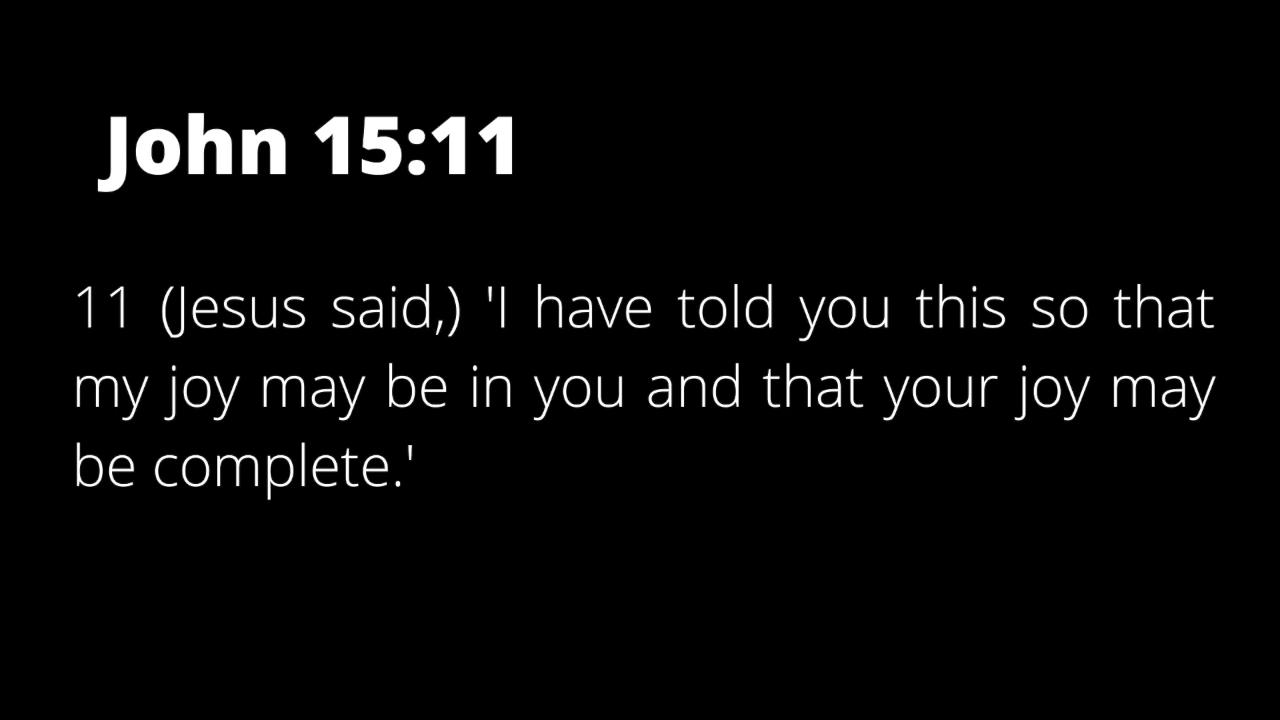 John 15:11
11 (Jesus said,) 'I have told you this so that
my joy may be in you and that your joy may
be complete.'